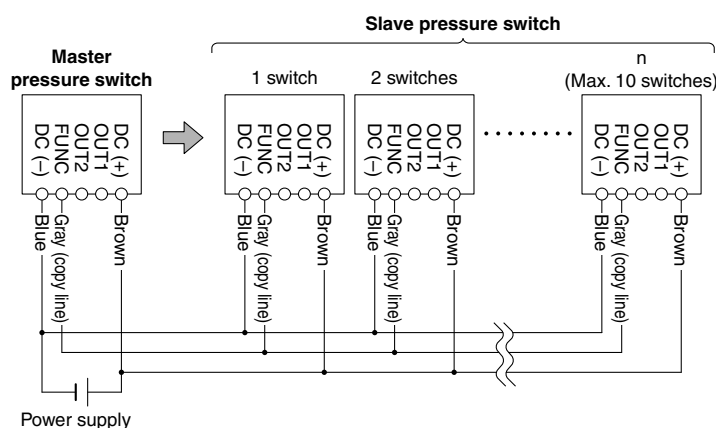 Slave pressure switch
Master
pressure switch
1 switch
2 switches
n
(Max. 10 switches)
DC (−)
FUNC
OUT2
OUT1
DC (+)
DC (−)
FUNC
OUT2
OUT1
DC (+)
DC (−)
FUNC
OUT2
OUT1
DC (+)
DC (−)
FUNC
OUT2
OUT1
DC (+)
Blue
Gray (copy line)
Brown
Blue
Gray (copy line)
Brown
Blue
Gray (copy line)
Brown
Blue
Gray (copy line)
Brown
Power supply